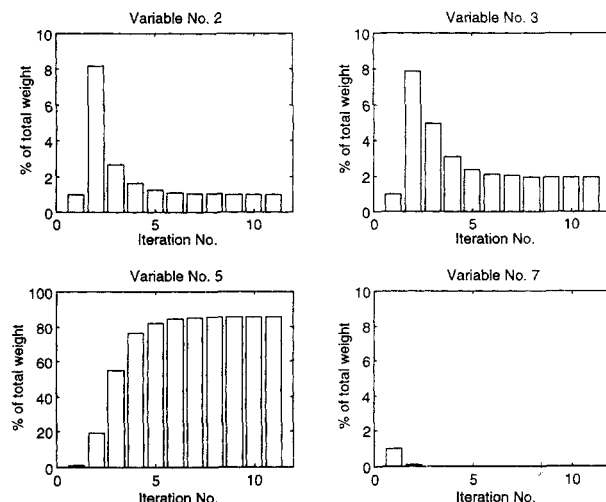 Variable No. 2
% of total weight
10
8
6
4
2
0
0 5 10
Iteration No.
Variable No. 3
% of total weight
10
8
6
4
2
0
0 5 10
Iteration No.
Variable No. 5
% of total weight
100
80
60
40
20
0
0 5 10
Iteration No.
Variable No. 7
% of total weight
10
8
6
4
2
0
0 5 10
Iteration No.